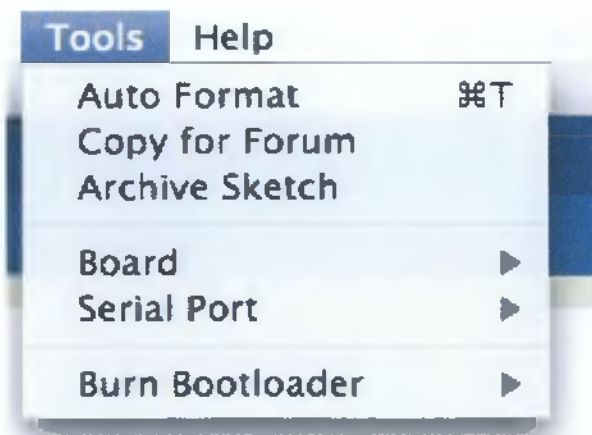 Tools Help
Auto Format ⌘T
Copy for Forum
Archive Sketch
Board
Serial Port
Burn Bootloader